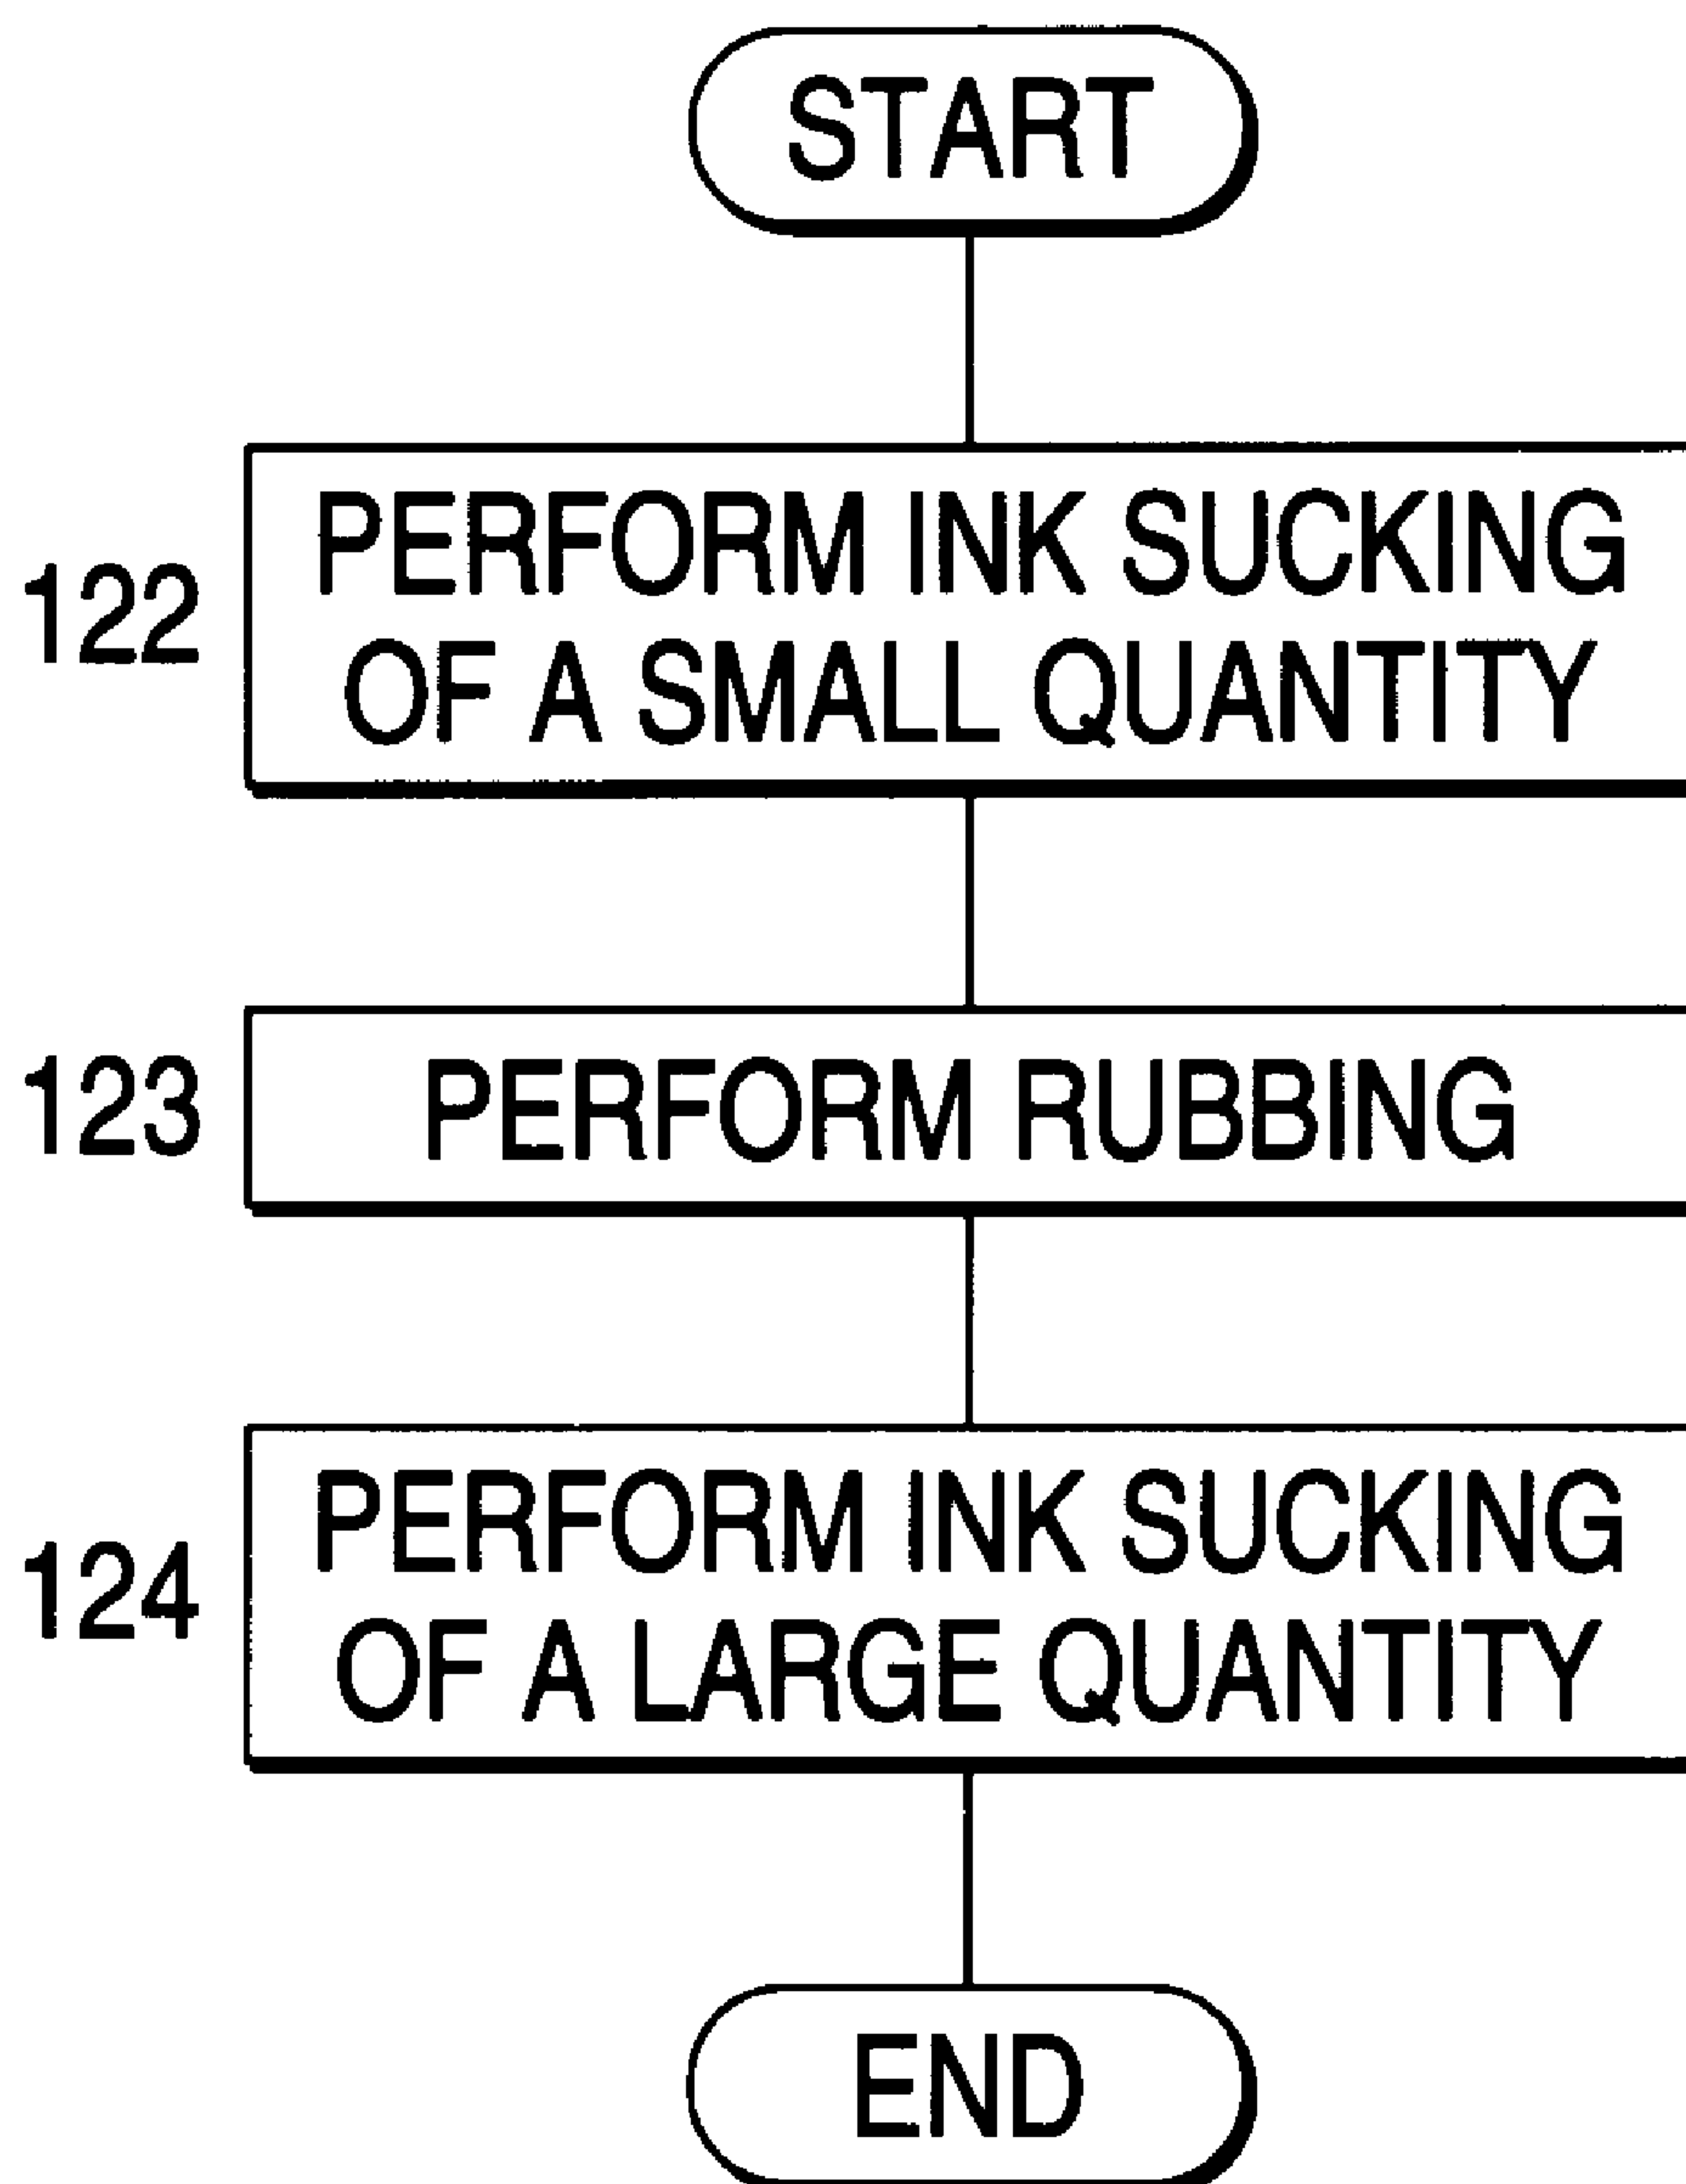 START
122
PERFORM INK SUCKING
OF A SMALL QUANTITY
123
PERFORM RUBBING
124
PERFORM INK SUCKING
OF A LARGE QUANTITY
END